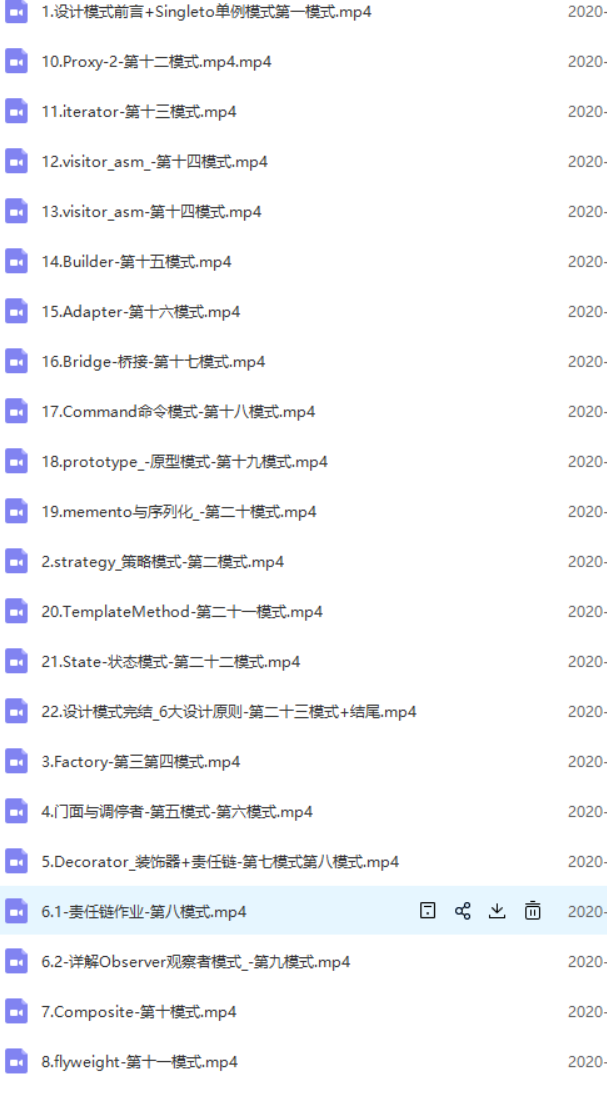 1.设计模式前言+Singleto单例模式第一模式.mp4 2020-
10.Proxy-2-第十二模式.mp4.mp4 2020-
11.iterator-第十三模式.mp4 2020-
12.visitor_asm_-第十四模式.mp4 2020-
13.visitor_asm-第十四模式.mp4 2020-
14.Builder-第十五模式.mp4 2020-
15.Adapter-第十六模式.mp4 2020-
16.Bridge-桥接-第十七模式.mp4 2020-
17.Command命令模式-第十八模式.mp4 2020-
18.prototype_-原型模式-第十九模式.mp4 2020-
19.memento与序列化_-第二十模式.mp4 2020-
2.strategy_策略模式-第二模式.mp4 2020-
20.TemplateMethod-第二十一模式.mp4 2020-
21.State-状态模式-第二十二模式.mp4 2020-
22.设计模式完结_6大设计原则-第二十三模式+结尾.mp4 2020-
3.Factory-第三第四模式.mp4 2020-
4.门面与调停者-第五模式-第六模式.mp4 2020-
5.Decorator_装饰器+责任链-第七模式第八模式.mp4 2020-
6.1-责任链作业-第八模式.mp4 2020-
6.2-详解Observer观察者模式_-第九模式.mp4 2020-
7.Composite-第十模式.mp4 2020-
8.flyweight-第十一模式.mp4 2020-